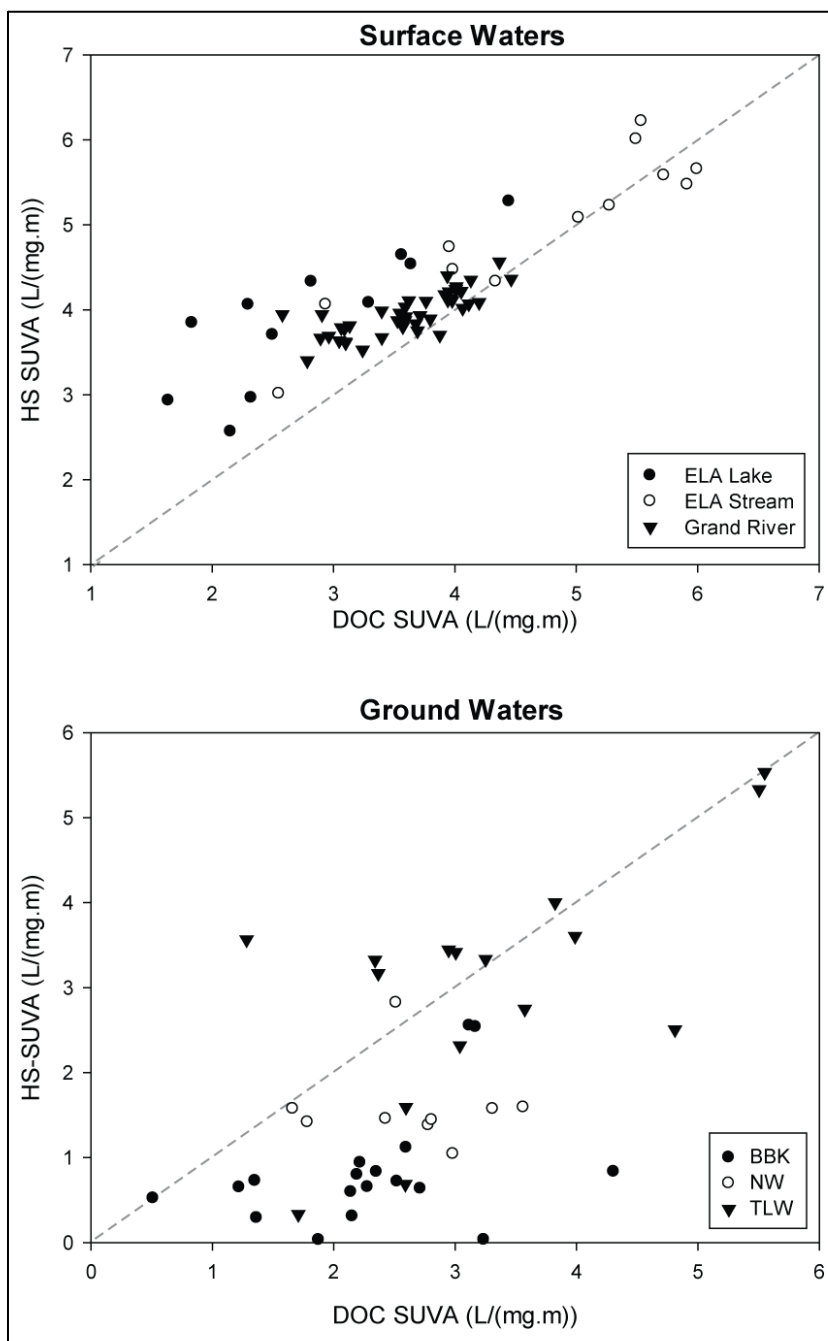 Surface Waters
7
6
5
4
3
2
1
HS SUVA (L/(mg.m))
1 2 3 4 5 6 7
DOC SUVA (L/(mg.m))
ELA Lake
ELA Stream
Grand River
Ground Waters
6
5
4
3
2
1
0
HS-SUVA (L/(mg.m))
0 1 2 3 4 5 6
DOC SUVA (L/(mg.m))
BBK
NW
TLW